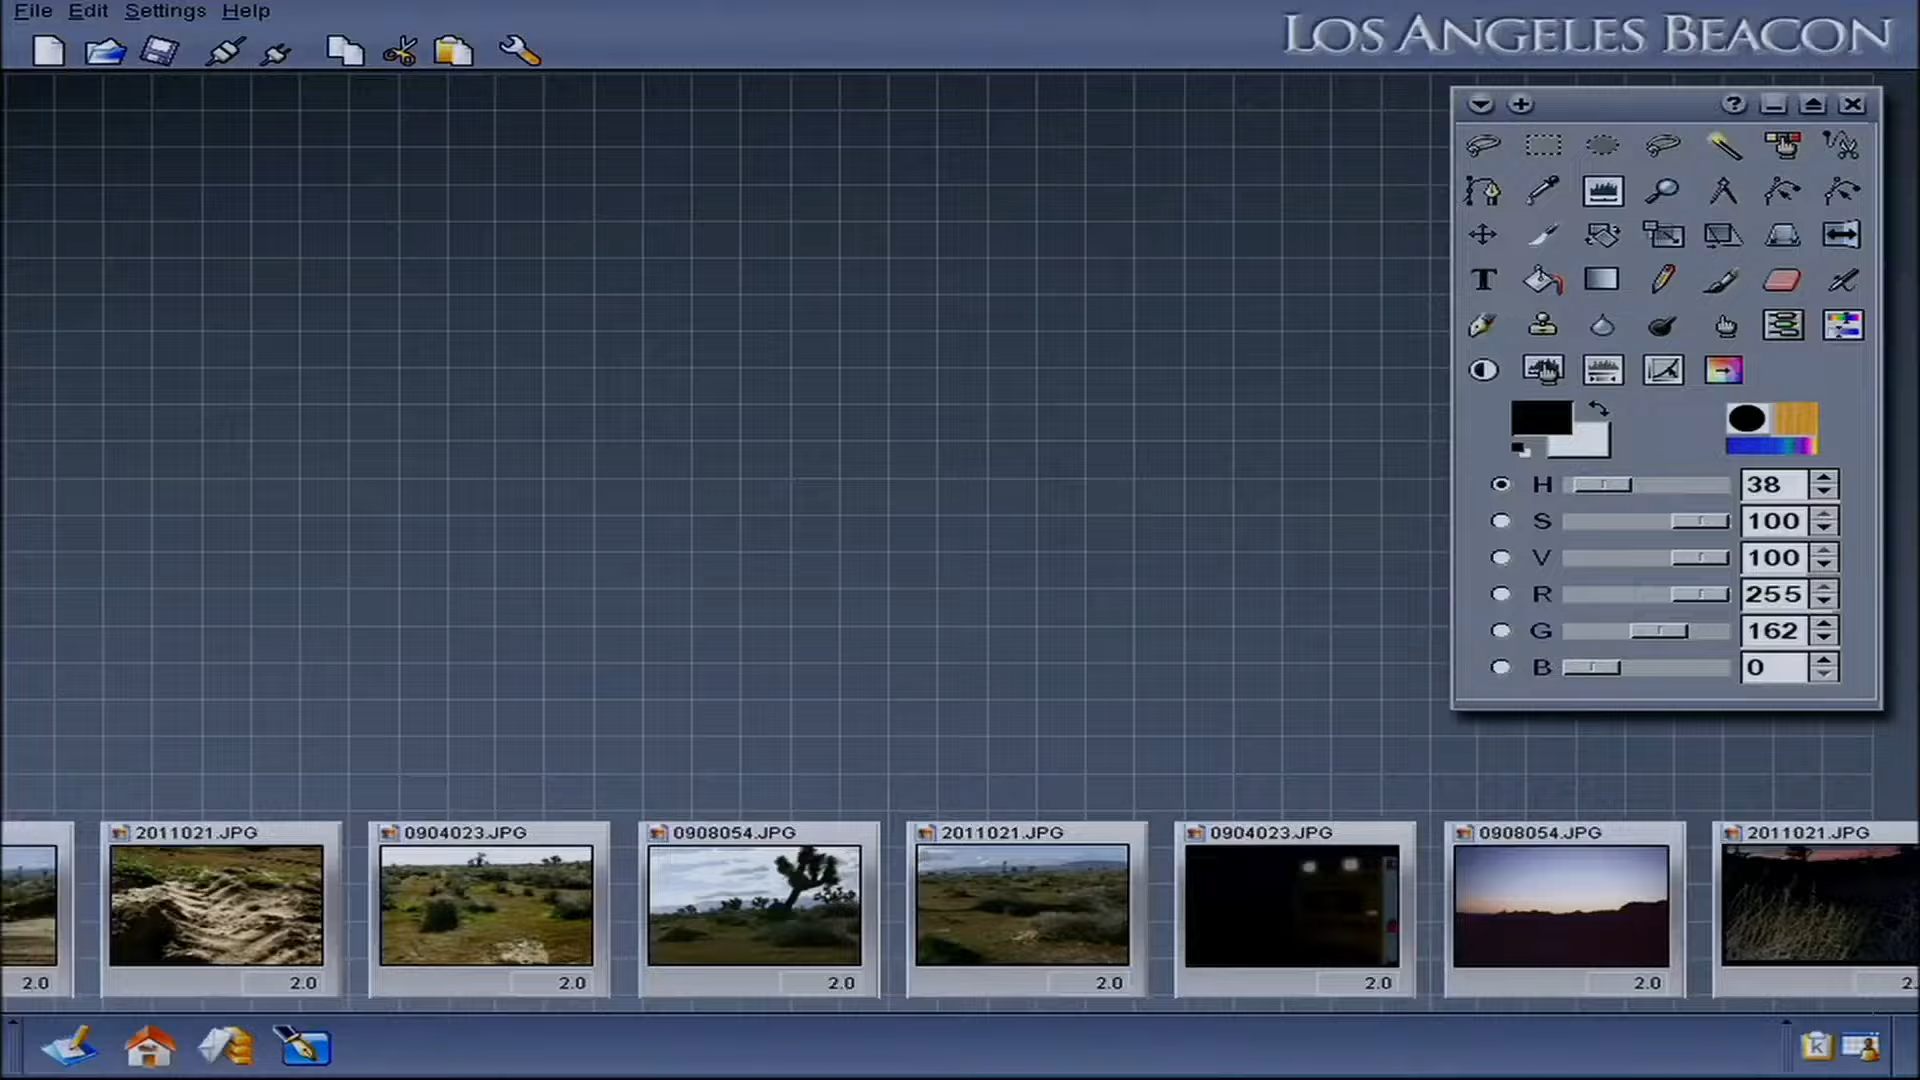 File Edit Settings Help
LOS ANGELES BEACON
?
T
H 38
S 100
V 100
R 255
G 162
B 0
2011021.JPG
0904023.JPG
0908054.JPG
2011021.JPG
0904023.JPG
0908054.JPG
2011021.JPG
2.0
2.0
2.0
2.0
2.0
2.0
2.0
2.
K